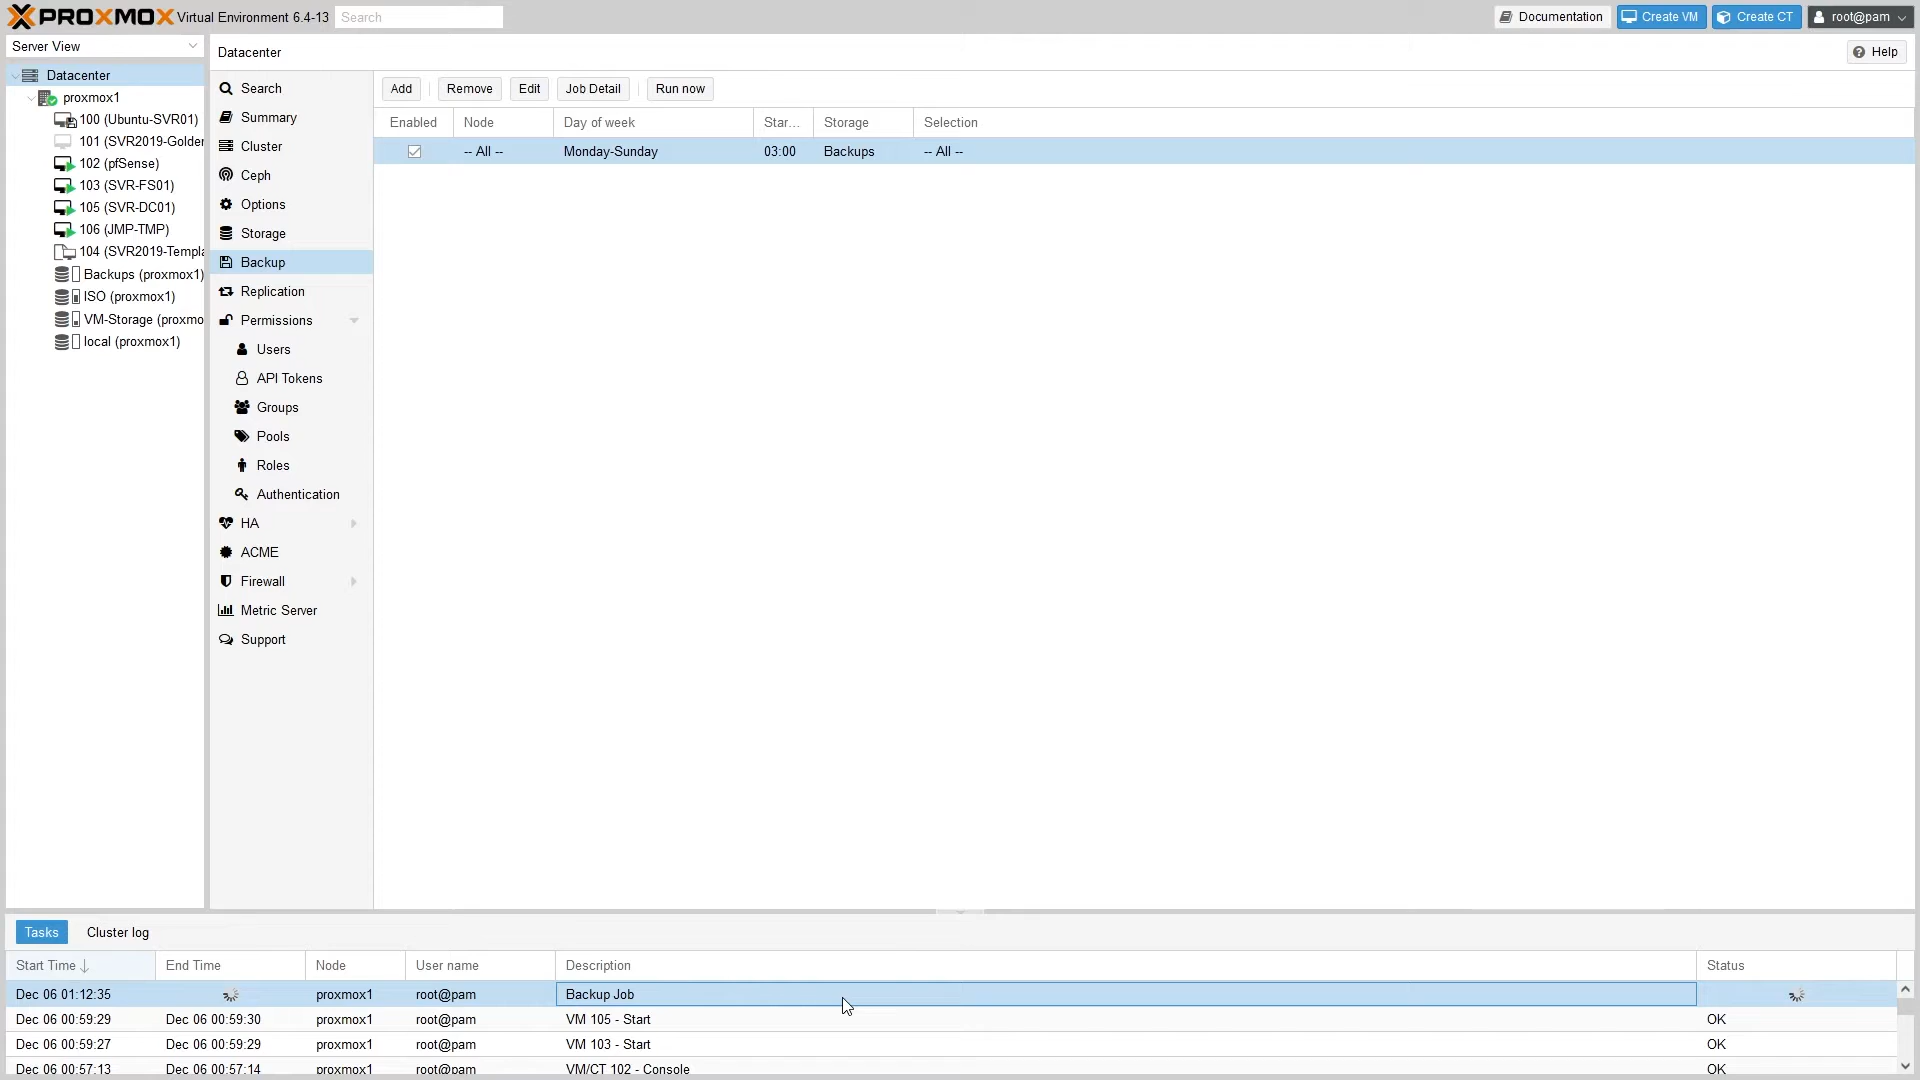 PROXMOX Virtual Environment 6.4-13 Search Documentation Create VM Create CT root@pam
Server View
Datacenter Help
Datacenter
proxmox1
100 (Ubuntu-SVR01)
101 (SVR2019-Golder
102 (pfSense)
103 (SVR-FS01)
105 (SVR-DC01)
106 (JMP-TMP)
104 (SVR2019-Templa
Backups (proxmox1)
ISO (proxmox1)
VM-Storage (proxmo
local (proxmox1)
Search
Summary
Cluster
Ceph
Options
Storage
Backup
Replication
Permissions
Users
API Tokens
Groups
Pools
Roles
Authentication
HA
ACME
Firewall
Metric Server
Support
Add Remove Edit Job Detail Run now
Enabled Node Day of week Star... Storage Selection
-- All -- Monday-Sunday 03:00 Backups -- All --
Tasks Cluster log
Start Time End Time Node User name Description Status
Dec 06 01:12:35 proxmox1 root@pam Backup Job
Dec 06 00:59:29 Dec 06 00:59:30 proxmox1 root@pam VM 105 - Start OK
Dec 06 00:59:27 Dec 06 00:59:29 proxmox1 root@pam VM 103 - Start OK
Dec 06 00:57:13 Dec 06 00:57:14 proxmox1 root@pam VM/CT 102 - Console OK